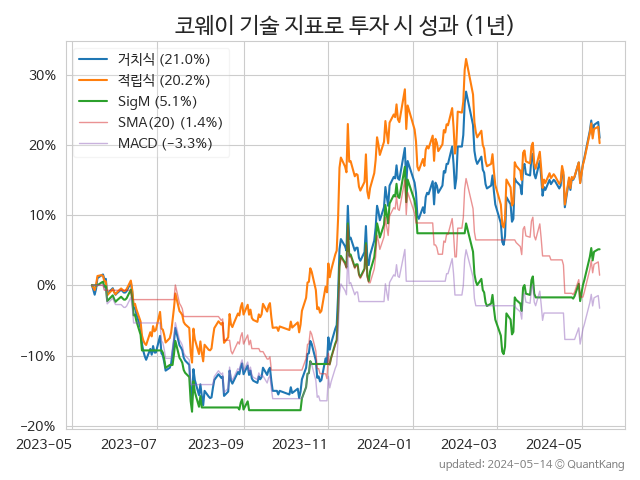 코웨이 기술 지표로 투자 시 성과 (1년)
거치식 (21.0%)
적립식 (20.2%)
SigM (5.1%)
SMA(20) (1.4%)
MACD (−3.3%)
30%
20%
10%
0%
−10%
−20%
2023-05
2023-07
2023-09
2023-11
2024-01
2024-03
2024-05
updated: 2024-05-14 © QuantKang